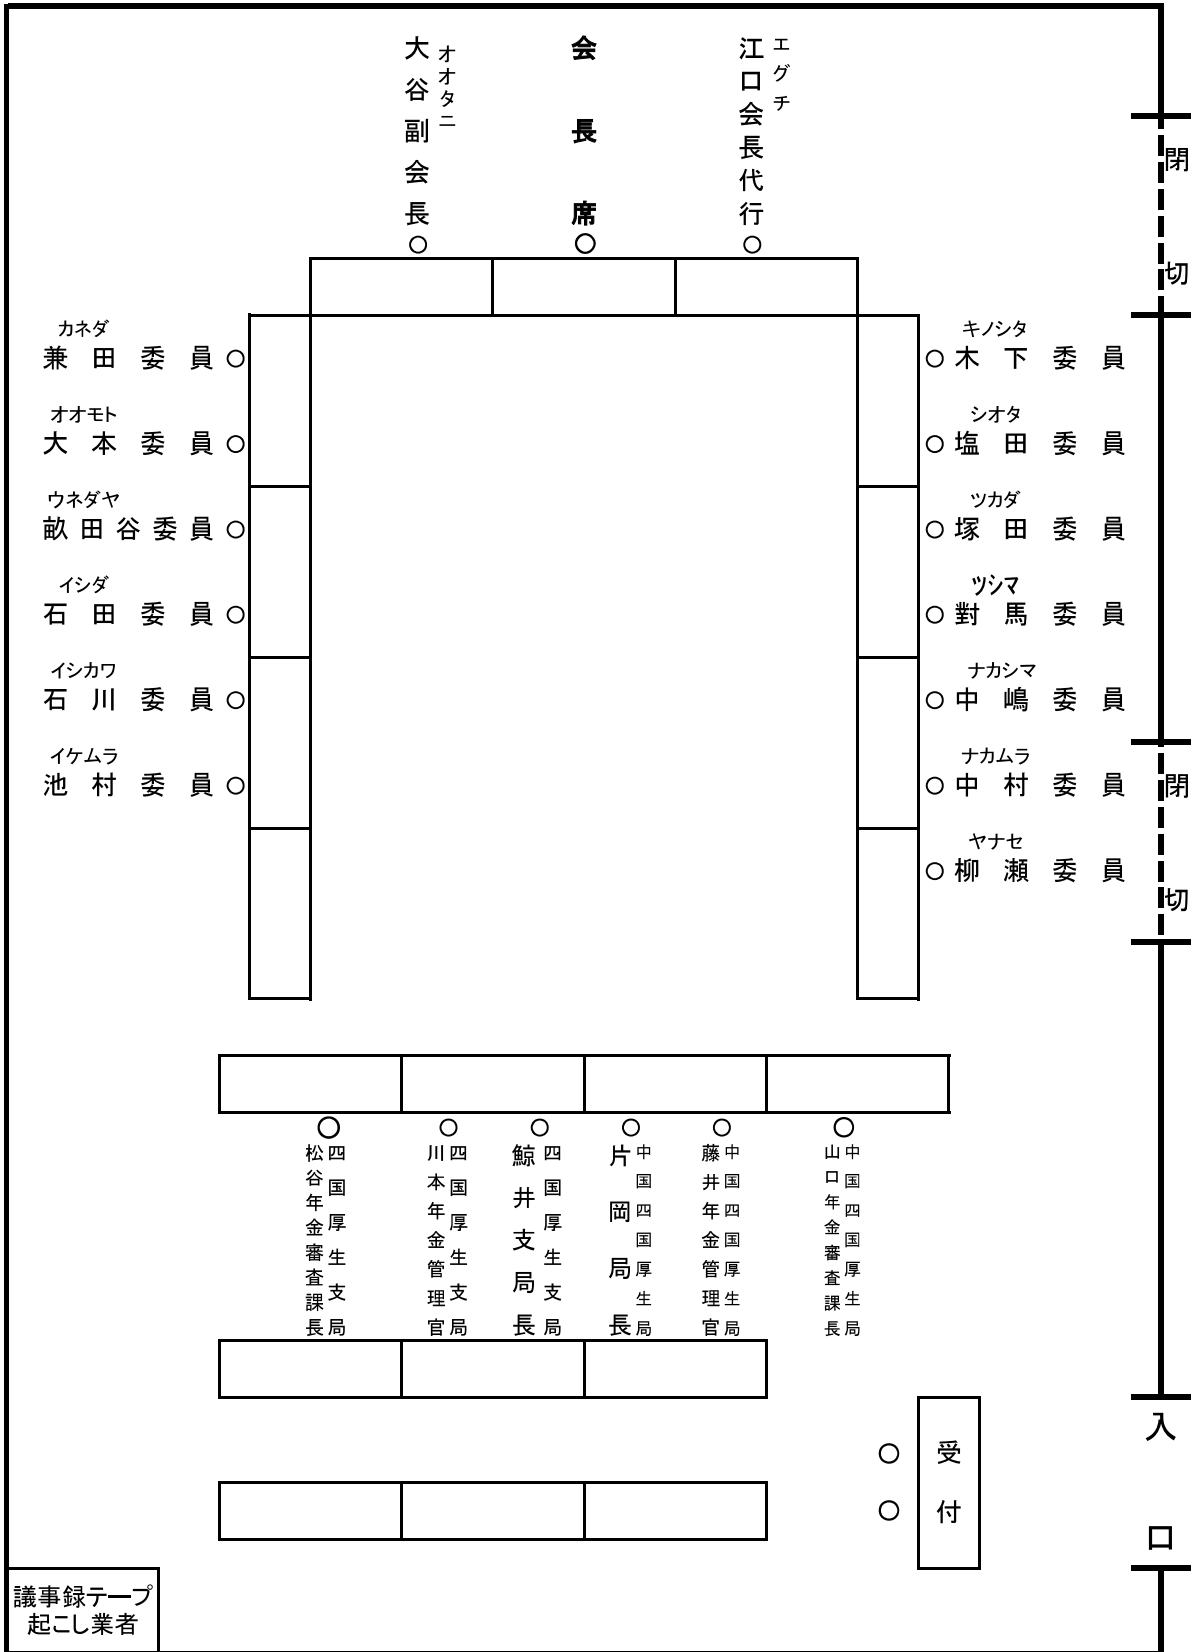 エグチ
江口会長代行
会長席
オオタニ
大谷副会長
閉切
カネダ
兼田委員
オオモト
大本委員
ウネダヤ
畝田谷委員
イシダ
石田委員
イシカワ
石川委員
イケムラ
池村委員
キノシタ
木下委員
シオタ
塩田委員
ツカダ
塚田委員
ツシマ
對馬委員
ナカシマ
中嶋委員
ナカムラ
中村委員
ヤナセ
柳瀬委員
閉切
中国四国厚生局
山口年金審査課長
中国四国厚生局
藤井年金管理官
中国四国厚生局
片岡局長
四国厚生支局
鯨井支局長
四国厚生支局
川本年金管理官
四国厚生支局
松谷年金審査課長
受付
入口
議事録テープ
起こし業者